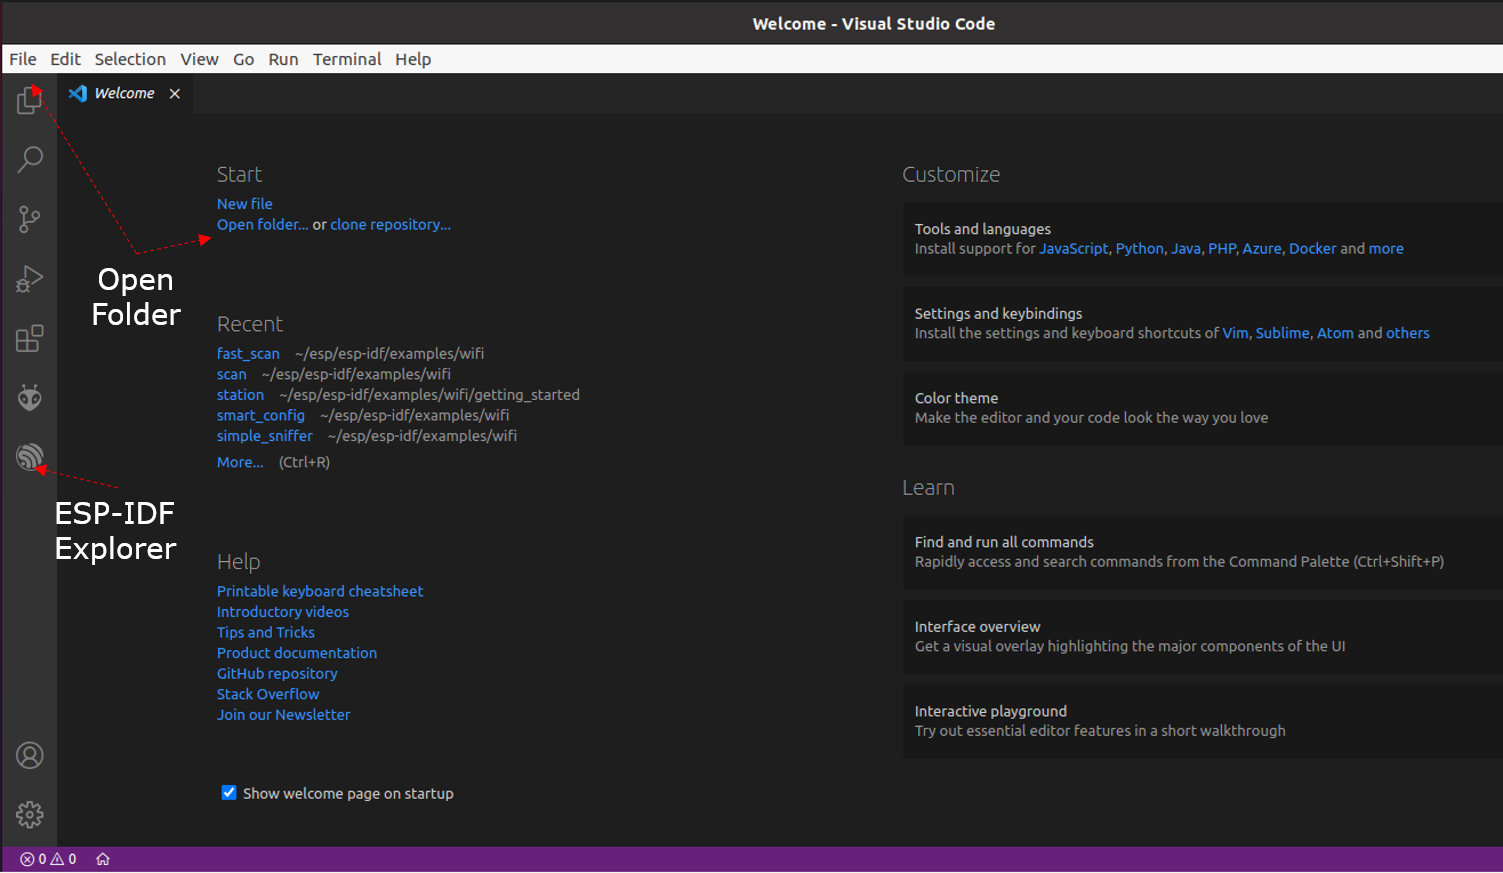 Welcome - Visual Studio Code
File Edit Selection View Go Run Terminal Help
Welcome
Start
New file
Open folder... or clone repository...
Open
Folder
Recent
fast_scan ~/esp/esp-idf/examples/wifi
scan ~/esp/esp-idf/examples/wifi
station ~/esp/esp-idf/examples/wifi/getting_started
smart_config ~/esp/esp-idf/examples/wifi
simple_sniffer ~/esp/esp-idf/examples/wifi
More... (Ctrl+R)
ESP-IDF
Explorer
Help
Printable keyboard cheatsheet
Introductory videos
Tips and Tricks
Product documentation
GitHub repository
Stack Overflow
Join our Newsletter
Show welcome page on startup
Customize
Tools and languages
Install support for JavaScript, Python, Java, PHP, Azure, Docker and more
Settings and keybindings
Install the settings and keyboard shortcuts of Vim, Sublime, Atom and others
Color theme
Make the editor and your code look the way you love
Learn
Find and run all commands
Rapidly access and search commands from the Command Palette (Ctrl+Shift+P)
Interface overview
Get a visual overlay highlighting the major components of the UI
Interactive playground
Try out essential editor features in a short walkthrough
0 0